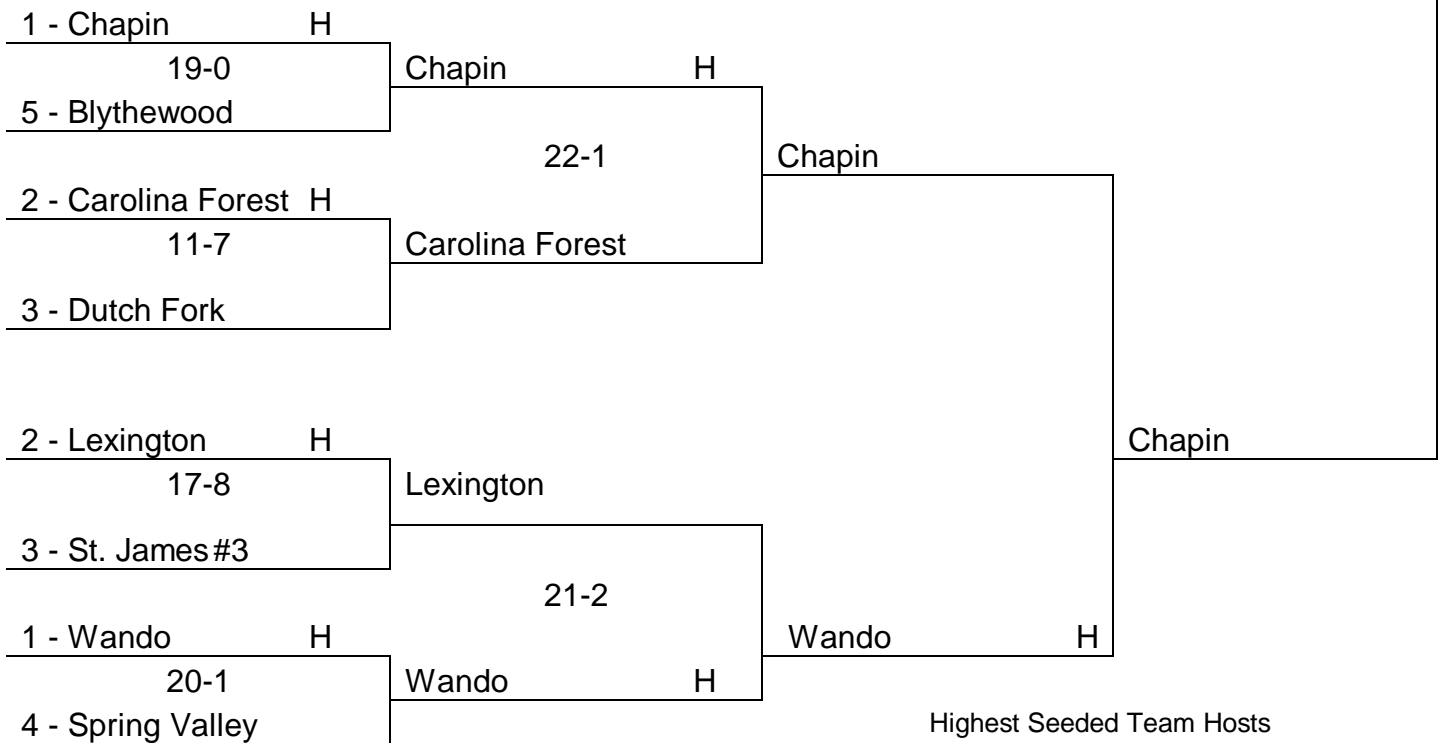 1 - Chapin H
19-0
5 - Blythewood
Chapin H
22-1
Chapin
2 - Carolina Forest H
11-7
Carolina Forest
3 - Dutch Fork
2 - Lexington H
17-8
Lexington
3 - St. James #3
21-2
Chapin
1 - Wando H
20-1
Wando H
Wando H
4 - Spring Valley
Highest Seeded Team Hosts